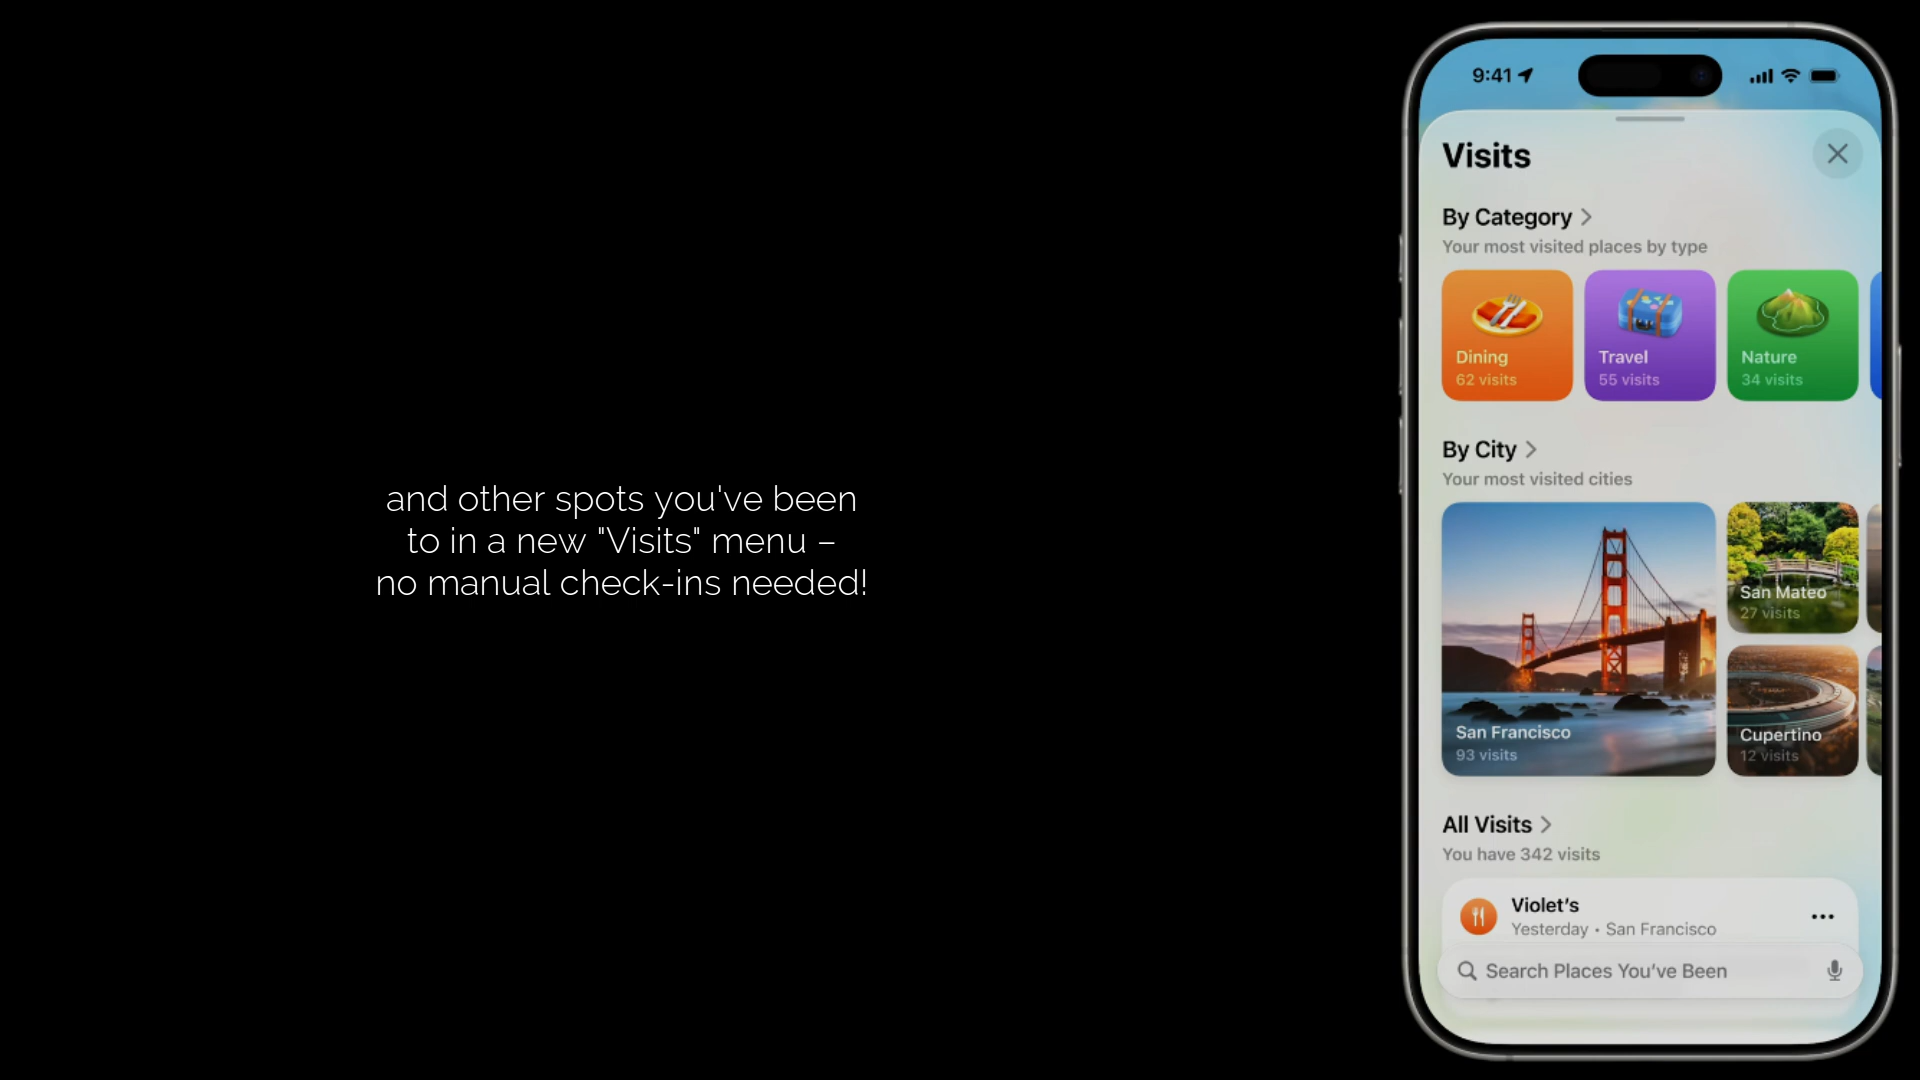 and other spots you've been
to in a new "Visits" menu –
no manual check-ins needed!
9:41
Visits
By Category
Your most visited places by type
Dining
62 visits
Travel
55 visits
Nature
34 visits
By City
Your most visited cities
San Francisco
93 visits
San Mateo
27 visits
Cupertino
12 visits
All Visits
You have 342 visits
Violet's
Yesterday • San Francisco
Search Places You've Been